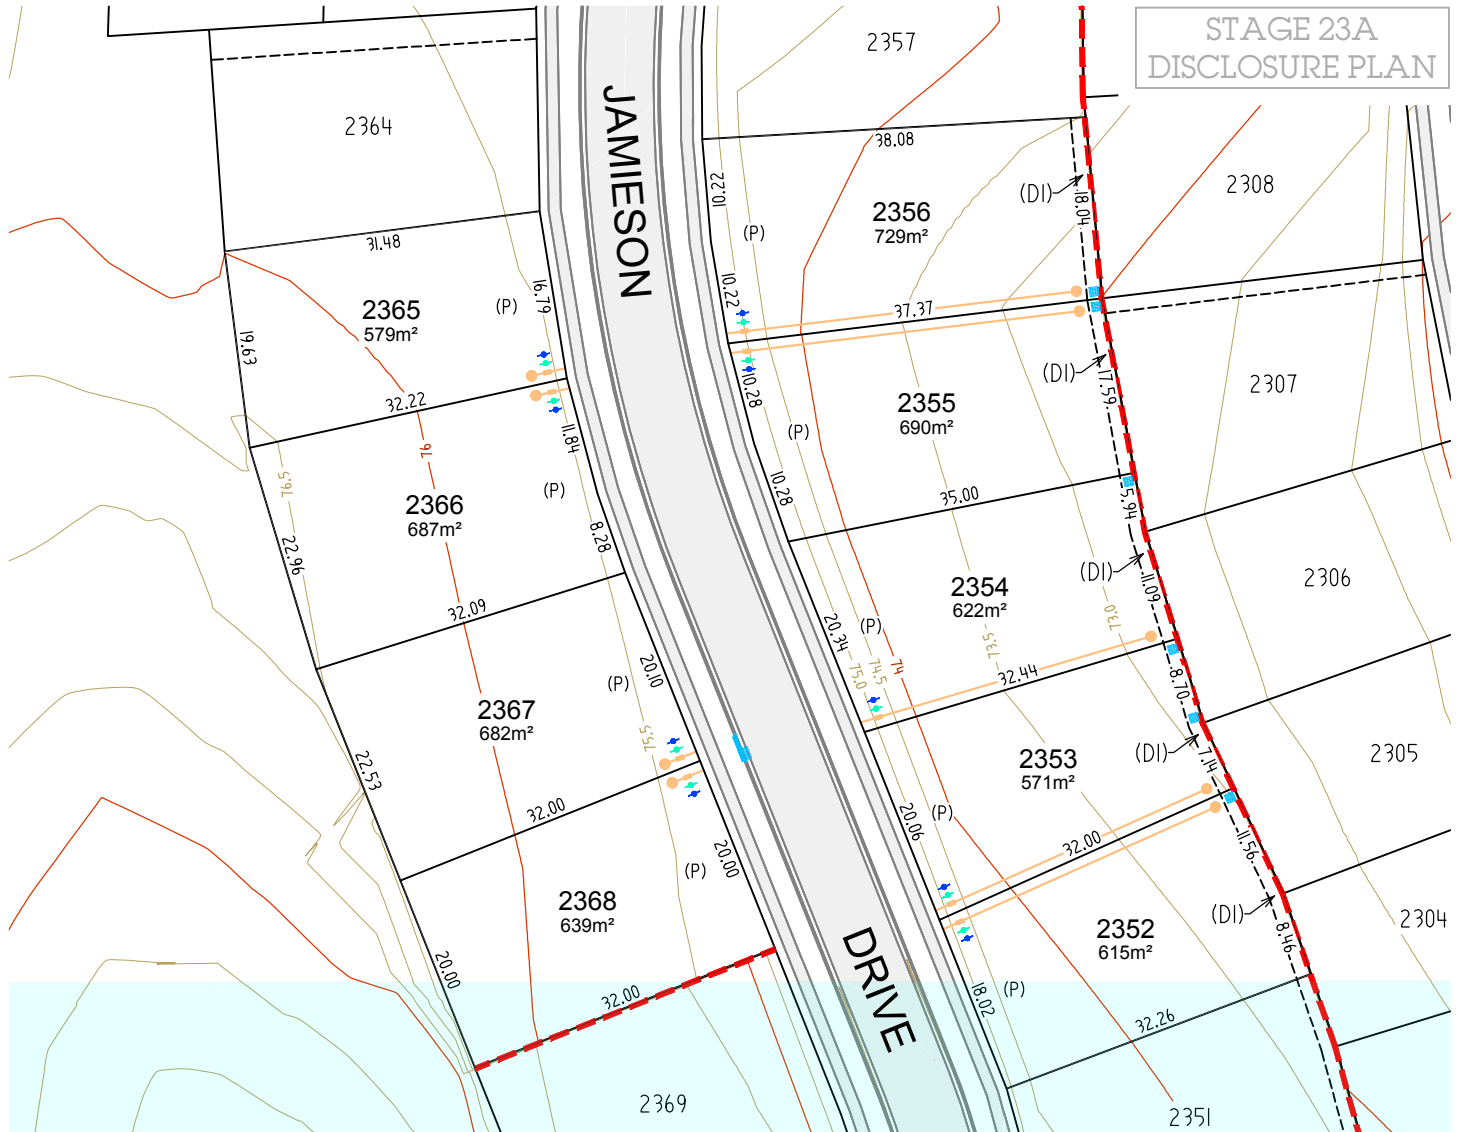 STAGE 23A
DISCLOSURE PLAN
2357
2364
JAMIESON
38.08
(DI)
18.04
2308
10.22
2356
729m²
(P)
31.48
16.79
(P)
2365
579m²
10.22
37.37
19.63
(DI)
17.59
2307
10.28
2355
690m²
(P)
32.22
11.84
76
76.5
(P)
2366
687m²
10.28
35.00
5.94
8.28
22.96
(DI)
11.09
2306
2354
622m²
32.09
20.34
(P)
73.5
73.0
75.0
74.5
74
32.44
8.70
20.10
(P)
2367
682m²
75.5
(DI)
7.14
2305
2353
571m²
22.53
32.00
20.06
(P)
32.00
11.56
20.00
(P)
2368
639m²
(DI)
8.46
2304
2352
615m²
DRIVE
20.00
32.00
18.02
(P)
32.26
2369
2351